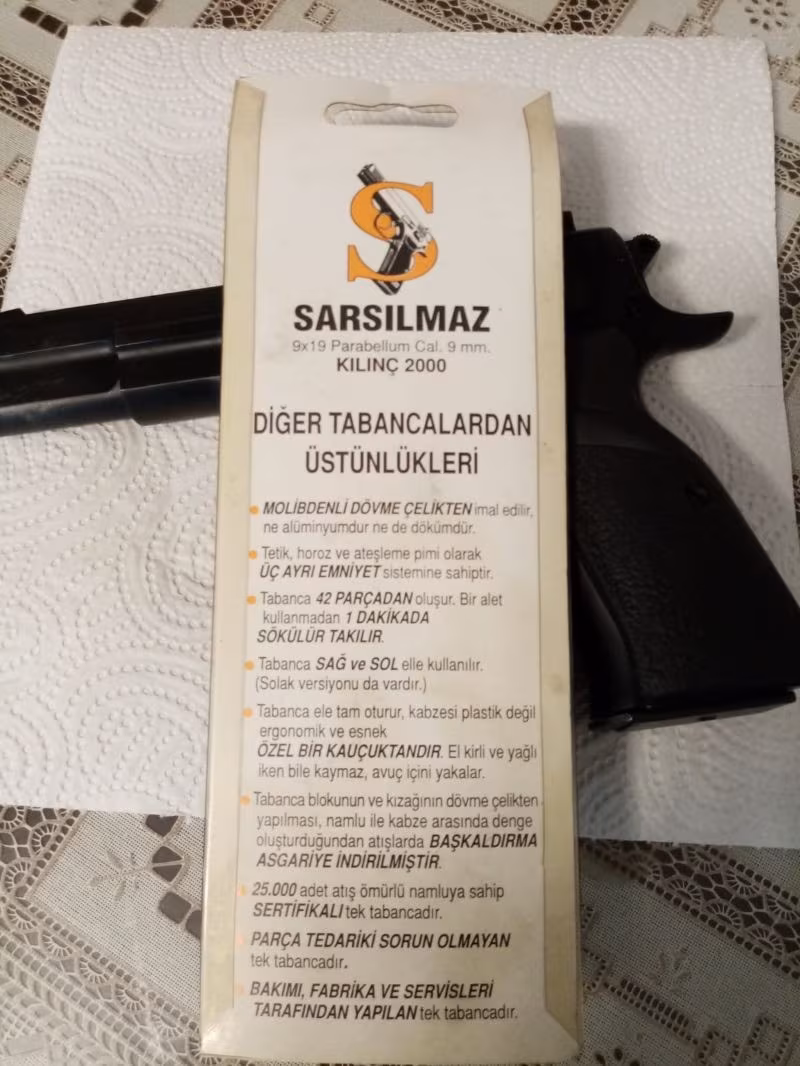 S
SARSILMAZ
9x19 Parabellum Cal. 9 mm.
KILINÇ 2000
DİĞER TABANCALARDAN
ÜSTÜNLÜKLERİ
MOLİBDENLİ DÖVME ÇELİKTEN imal edilir,
ne alüminyumdur ne de dökümdür.
Tetik, horoz ve ateşleme pimi olarak
ÜÇ AYRI EMNİYET sistemine sahiptir.
Tabanca 42 PARÇADAN oluşur. Bir alet
kullanmadan 1 DAKİKADA
SÖKÜLÜR TAKILIR.
Tabanca SAĞ ve SOL elle kullanılır.
(Solak versiyonu da vardır.)
Tabanca ele tam oturur, kabzesi plastik değil
ergonomik ve esnek
ÖZEL BİR KAUÇUKTANDIR. El kirli ve yağlı
iken bile kaymaz, avuç içini yakalar.
Tabanca blokunun ve kızağının dövme çelikten
yapılması, namlu ile kabze arasında denge
oluşturduğundan atışlarda BAŞKALDIRMA
ASGARİYE İNDİRİLMİŞTİR.
25.000 adet atış ömürlü namluya sahip
SERTİFİKALI tek tabancadır.
PARÇA TEDARİKİ SORUN OLMAYAN
tek tabancadır.
BAKIMI, FABRİKA VE SERVİSLERİ
TARAFINDAN YAPILAN tek tabancadır.